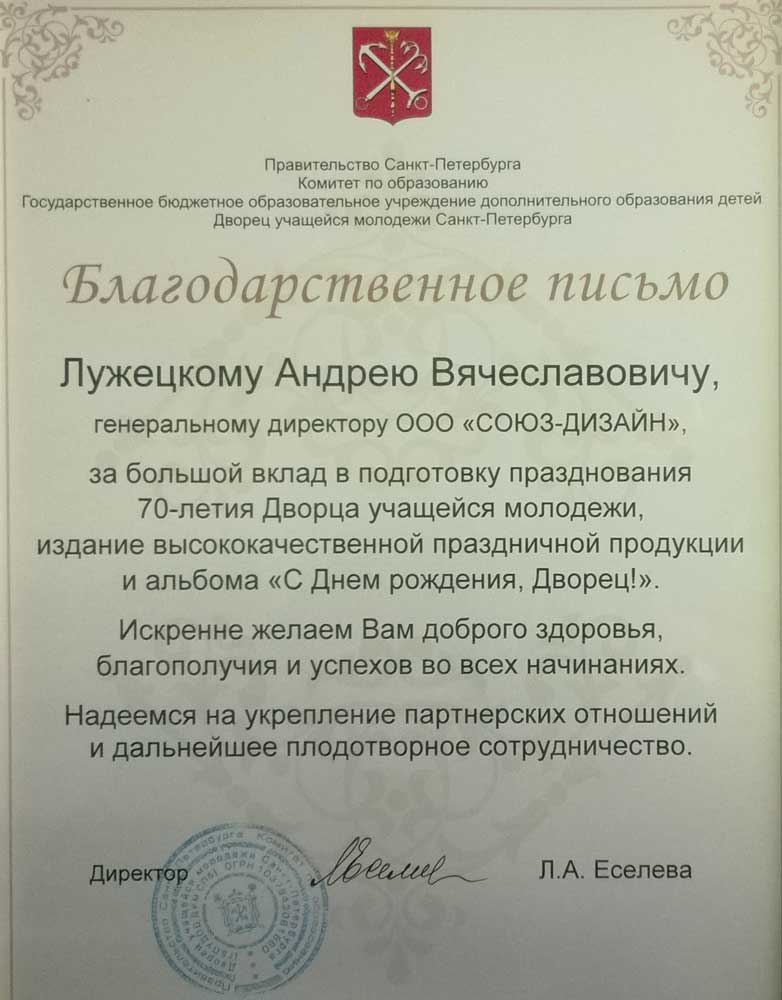 Правительство Санкт-Петербурга
Комитет по образованию
Государственное бюджетное образовательное учреждение дополнительного образования детей
Дворец учащейся молодежи Санкт-Петербурга
Благодарственное письмо
Лужецкому Андрею Вячеславовичу,
генеральному директору ООО «СОЮЗ-ДИЗАЙН»,
за большой вклад в подготовку празднования
70-летия Дворца учащейся молодежи,
издание высококачественной праздничной продукции
и альбома «С Днем рождения, Дворец!».
Искренне желаем Вам доброго здоровья,
благополучия и успехов во всех начинаниях.
Надеемся на укрепление партнерских отношений
и дальнейшее плодотворное сотрудничество.
Директор
Л.А. Еселева